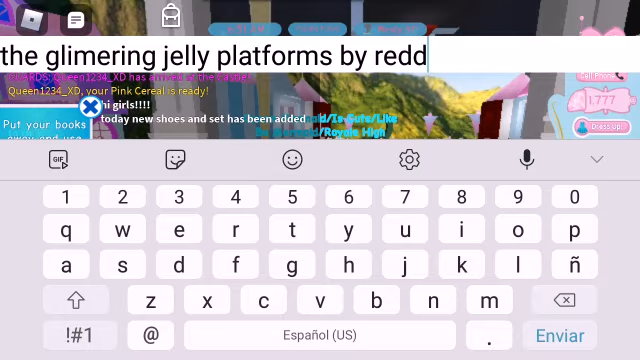 the glimering jelly platforms by redd
Queen1234_XD has arrived at the castle!
Queen1234_XD, your Pink Cereal is ready!
hi girls!!!!
today new shoes and set has been added
Put your books
Royale High
Cell Phone
1,777
Dress Up
GIF
1 2 3 4 5 6 7 8 9 0
q w e r t y u i o p
a s d f g h j k l ñ
z x c v b n m
!#1 @ Español (US) . Enviar